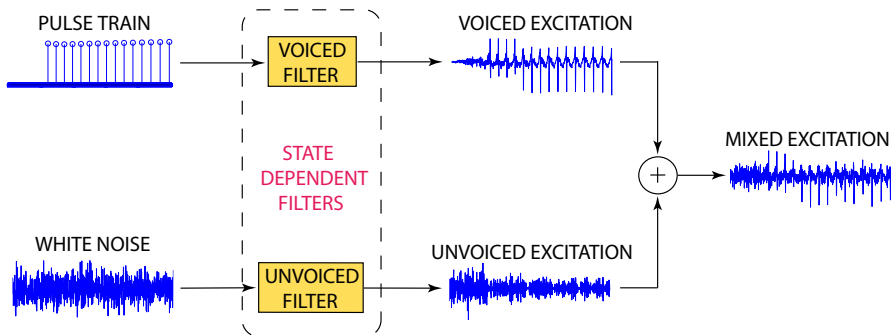 PULSE TRAIN
VOICED
FILTER
VOICED EXCITATION
STATE
DEPENDENT
FILTERS
MIXED EXCITATION
+
WHITE NOISE
UNVOICED
FILTER
UNVOICED EXCITATION